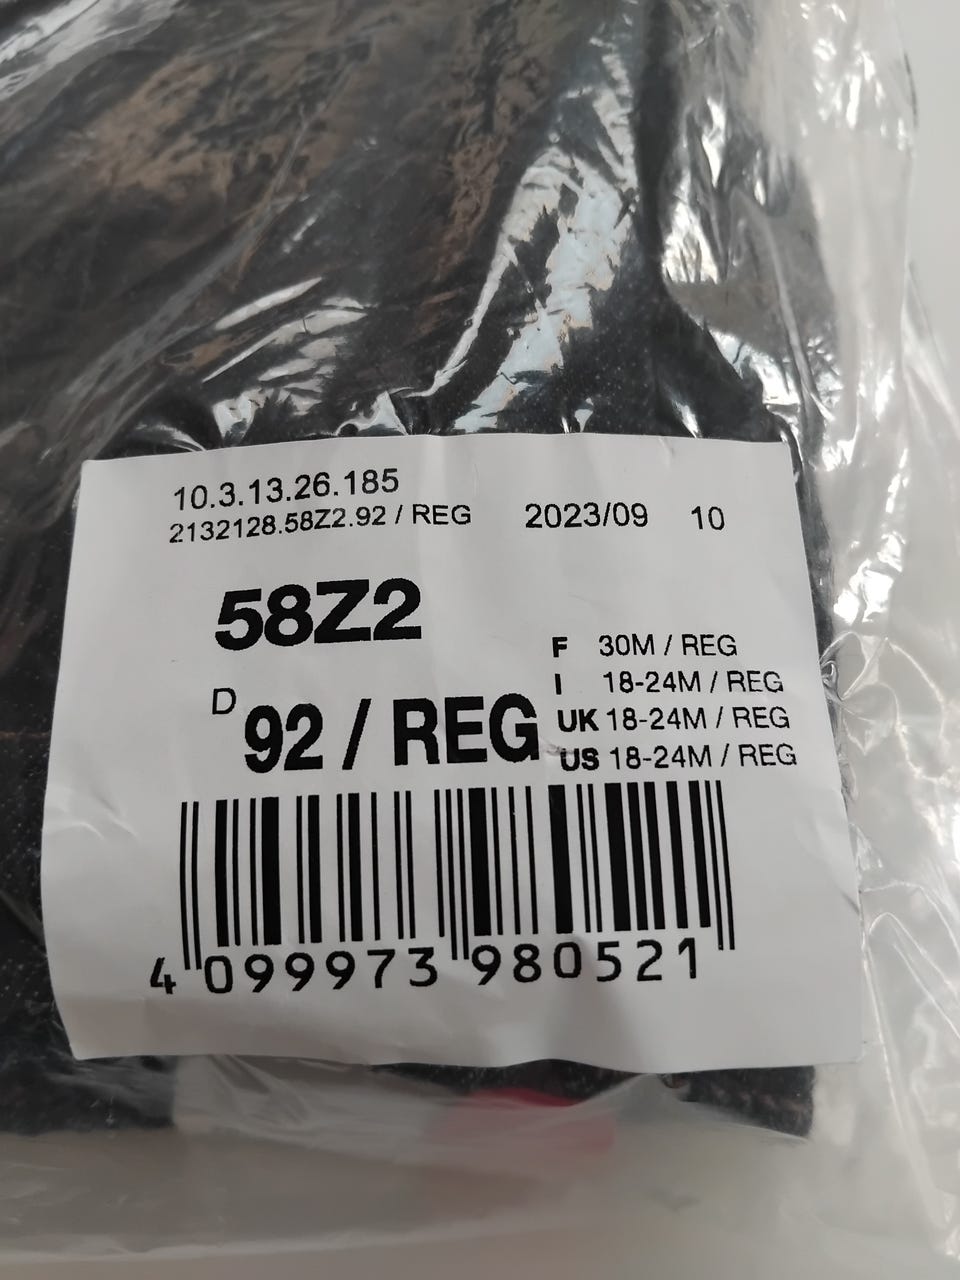 10.3.13.26.185
2132128.58Z2.92 / REG 2023/09 10
58Z2
F 30M / REG
I 18-24M / REG
D 92 / REG
UK 18-24M / REG
US 18-24M / REG
4 099973 980521